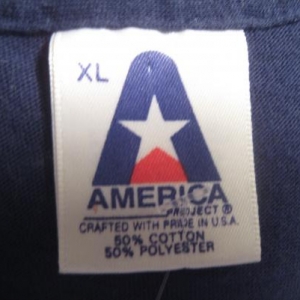 XL
AMERICA
PROJECT ®
CRAFTED WITH PRIDE IN U.S.A.
50% COTTON
50% POLYESTER